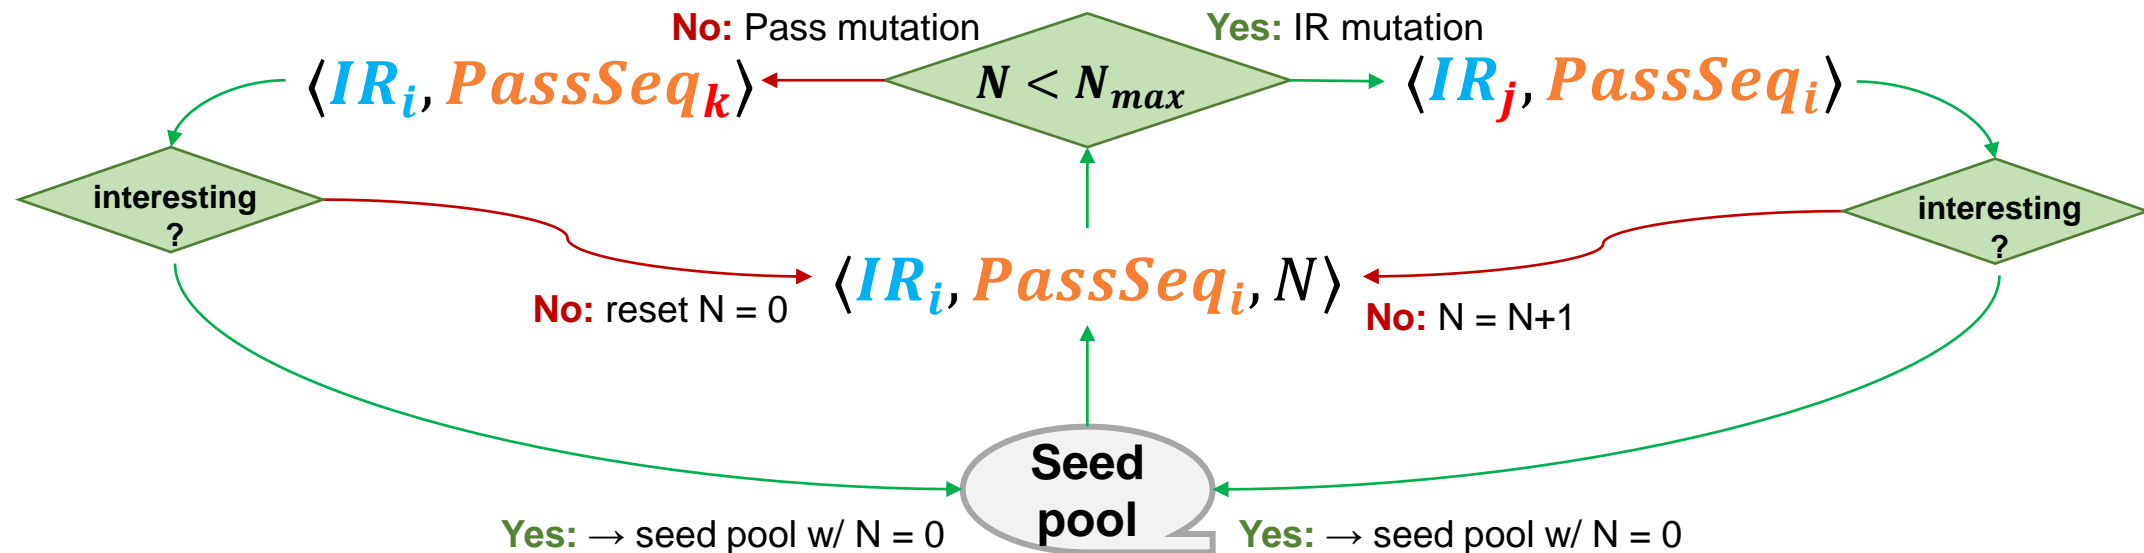 No: Pass mutation
Yes: IR mutation
⟨IR_i, PassSeq_k⟩
N < N_max
⟨IR_j, PassSeq_i⟩
interesting
?
interesting
?
⟨IR_i, PassSeq_i, N⟩
No: reset N = 0
No: N = N+1
Seed
pool
Yes: → seed pool w/ N = 0
Yes: → seed pool w/ N = 0